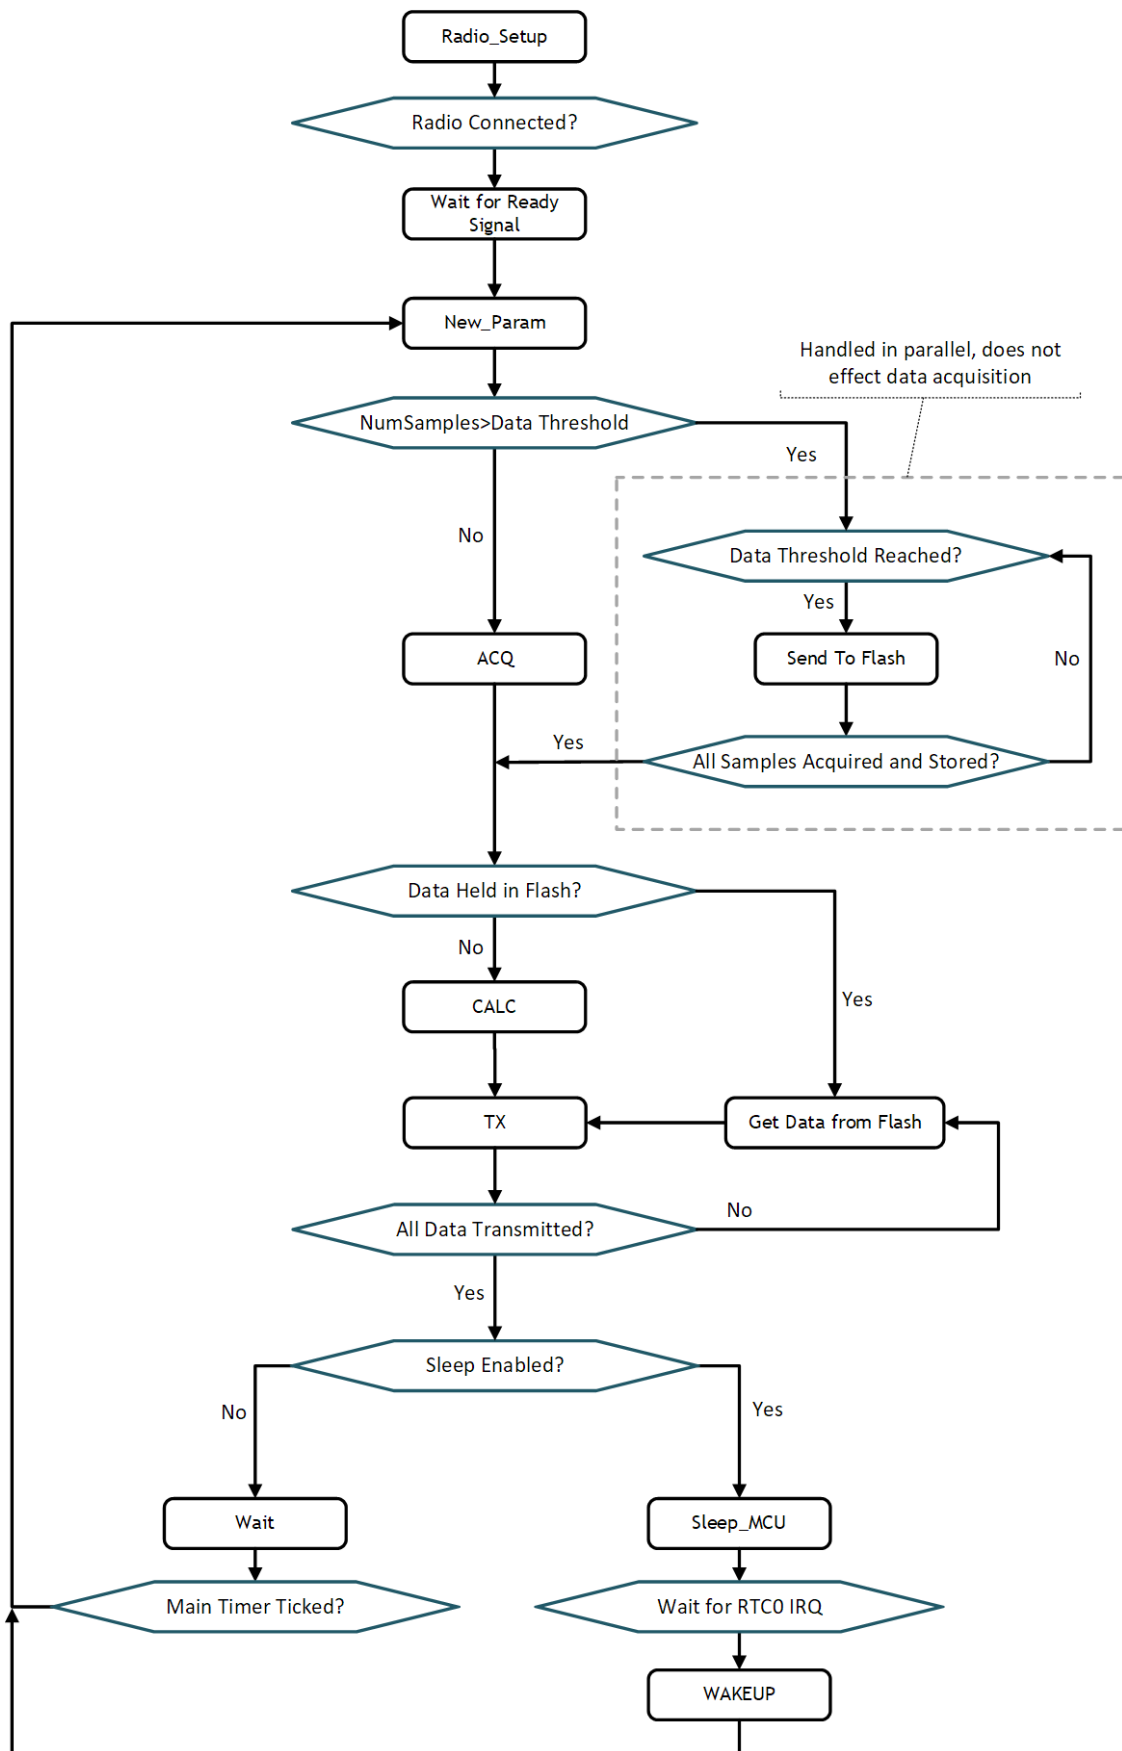 Radio_Setup
Radio Connected?
Wait for Ready
Signal
New_Param
Handled in parallel, does not
effect data acquisition
NumSamples>Data Threshold
Yes
No
Data Threshold Reached?
Yes
ACQ
Send To Flash
No
Yes
All Samples Acquired and Stored?
Data Held in Flash?
No
Yes
CALC
TX
Get Data from Flash
No
All Data Transmitted?
Yes
Sleep Enabled?
No
Yes
Wait
Sleep_MCU
Main Timer Ticked?
Wait for RTC0 IRQ
WAKEUP